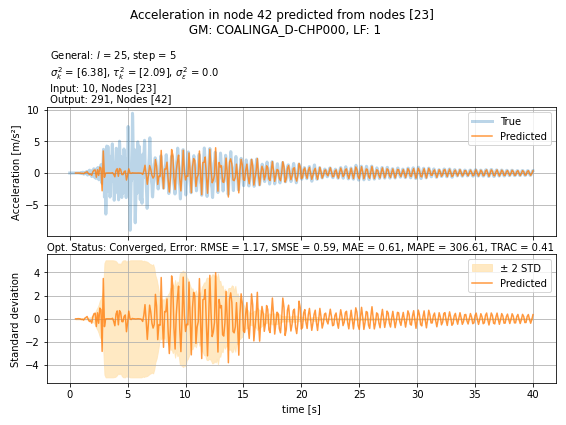 Acceleration in node 42 predicted from nodes [23]
GM: COALINGA_D-CHP000, LF: 1
General: l = 25, step = 5
σ²ₖ = [6.38], τ²ₖ = [2.09], σ²ε = 0.0
Input: 10, Nodes [23]
Output: 291, Nodes [42]
10
5
0
−5
Acceleration [m/s²]
True
Predicted
Opt. Status: Converged, Error: RMSE = 1.17, SMSE = 0.59, MAE = 0.61, MAPE = 306.61, TRAC = 0.41
4
2
0
−2
−4
Standard deviation
± 2 STD
Predicted
0 5 10 15 20 25 30 35 40
time [s]